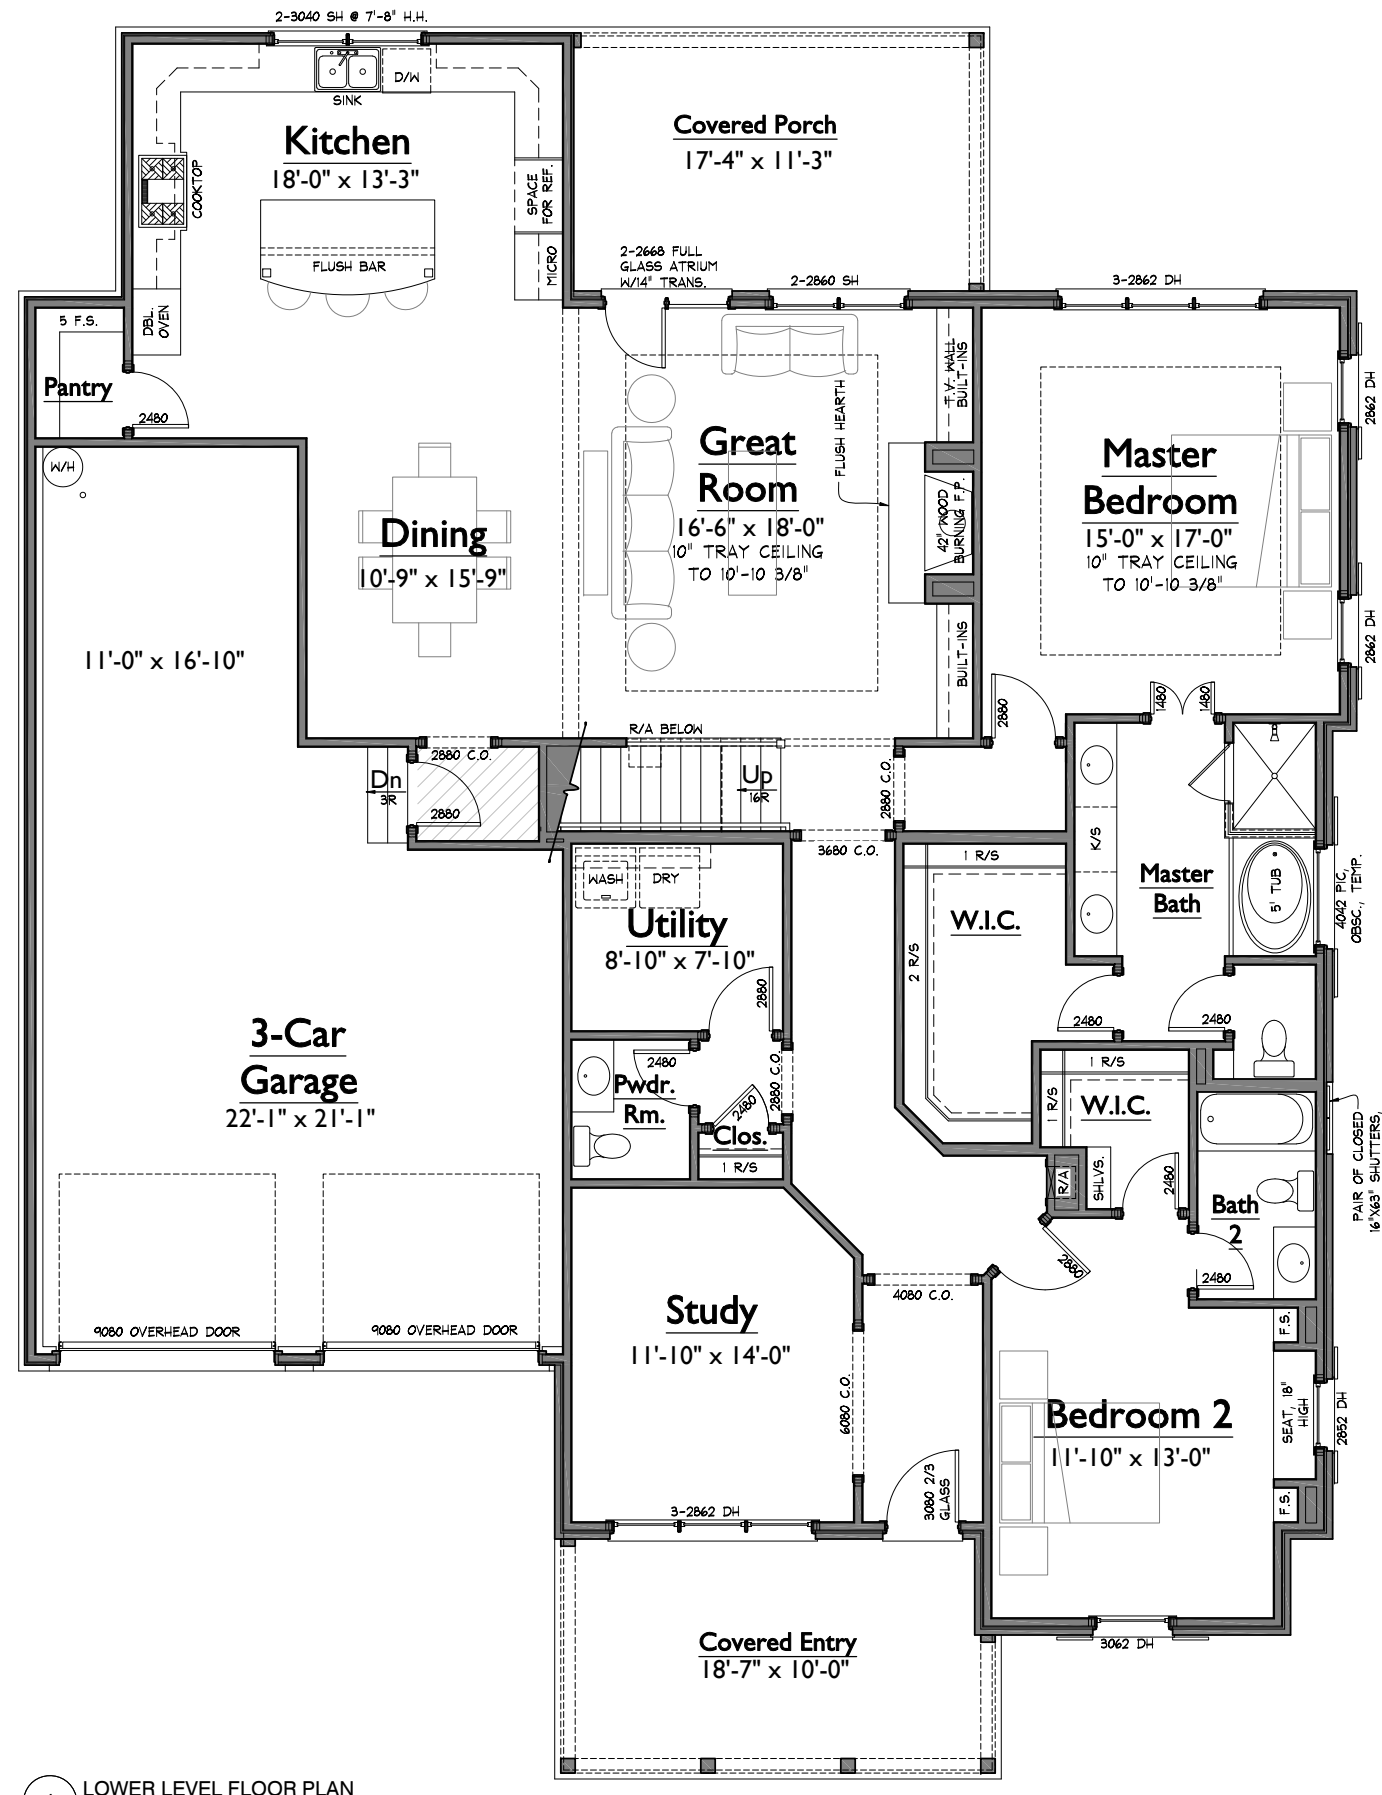 2-3040 SH @ 7'-8" H.H.
D/W
SINK
Kitchen
18'-0" x 13'-3"
COOKTOP
SPACE
FOR REF.
FLUSH BAR
MICRO
DBL.
OVEN
Covered Porch
17'-4" x 11'-3"
2-2668 FULL
GLASS ATRIUM
W/14" TRANS.
2-2860 SH
3-2862 DH
5 F.S.
Pantry
2480
W/H
T.V. WALL
BUILT-INS
FLUSH HEARTH
2862 DH
Great
Room
16'-6" x 18'-0"
10" TRAY CEILING
TO 10'-10 3/8"
42" WOOD
BURNING F.P.
Master
Bedroom
15'-0" x 17'-0"
10" TRAY CEILING
TO 10'-10 3/8"
Dining
10'-9" x 15'-9"
BUILT-INS
2862 DH
11'-0" x 16'-10"
R/A BELOW
2880
1480
1480
2880 C.O.
Dn
3R
2880
Up
16R
2880 C.O.
3680 C.O.
K/S
WASH
DRY
Utility
8'-10" x 7'-10"
2880
1 R/S
2 R/S
W.I.C.
Master
Bath
5' TUB
4042 PIC,
OBSC., TEMP.
2480
2480
3-Car
Garage
22'-1" x 21'-1"
2480
Pwdr.
Rm.
2880 C.O.
2480
Clos.
1 R/S
1 R/S
1 R/S
W.I.C.
R/A
SHLVS.
2480
Bath
2
2480
PAIR OF CLOSED
16"X63" SHUTTERS,
2880
4080 C.O.
9080 OVERHEAD DOOR
9080 OVERHEAD DOOR
Study
11'-10" x 14'-0"
6080 C.O.
F.S.
SEAT, 18"
HIGH
2852 DH
Bedroom 2
11'-10" x 13'-0"
F.S.
3-2862 DH
3080 2/3
GLASS
Covered Entry
18'-7" x 10'-0"
3062 DH
LOWER LEVEL FLOOR PLAN